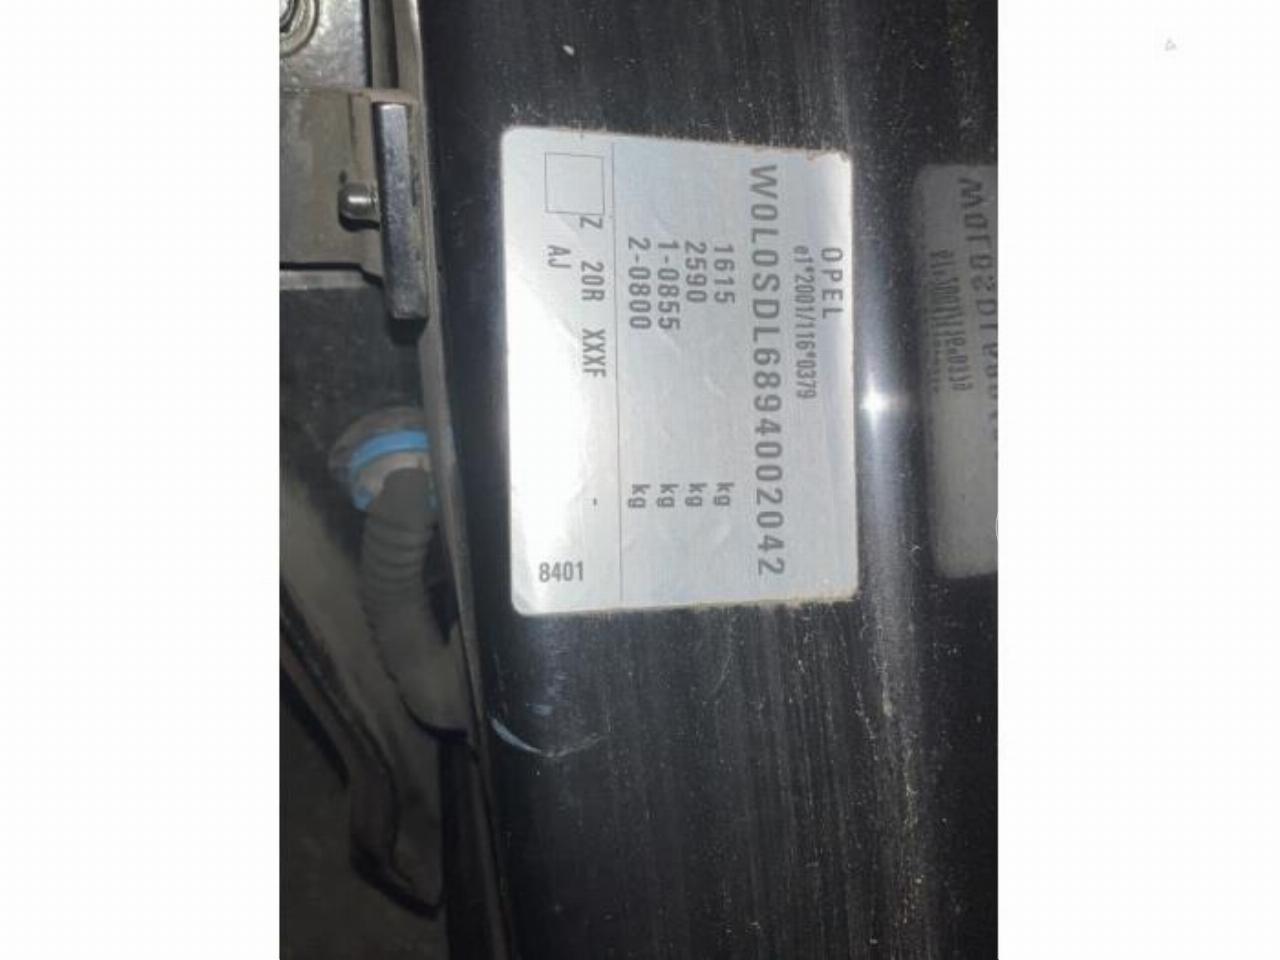 OPEL
e1*2001/116*0379
W0L0SDL6894002042
1615 kg
2590 kg
1-0855 kg
2-0800 kg
Z 20R XXXF -
AJ 8401